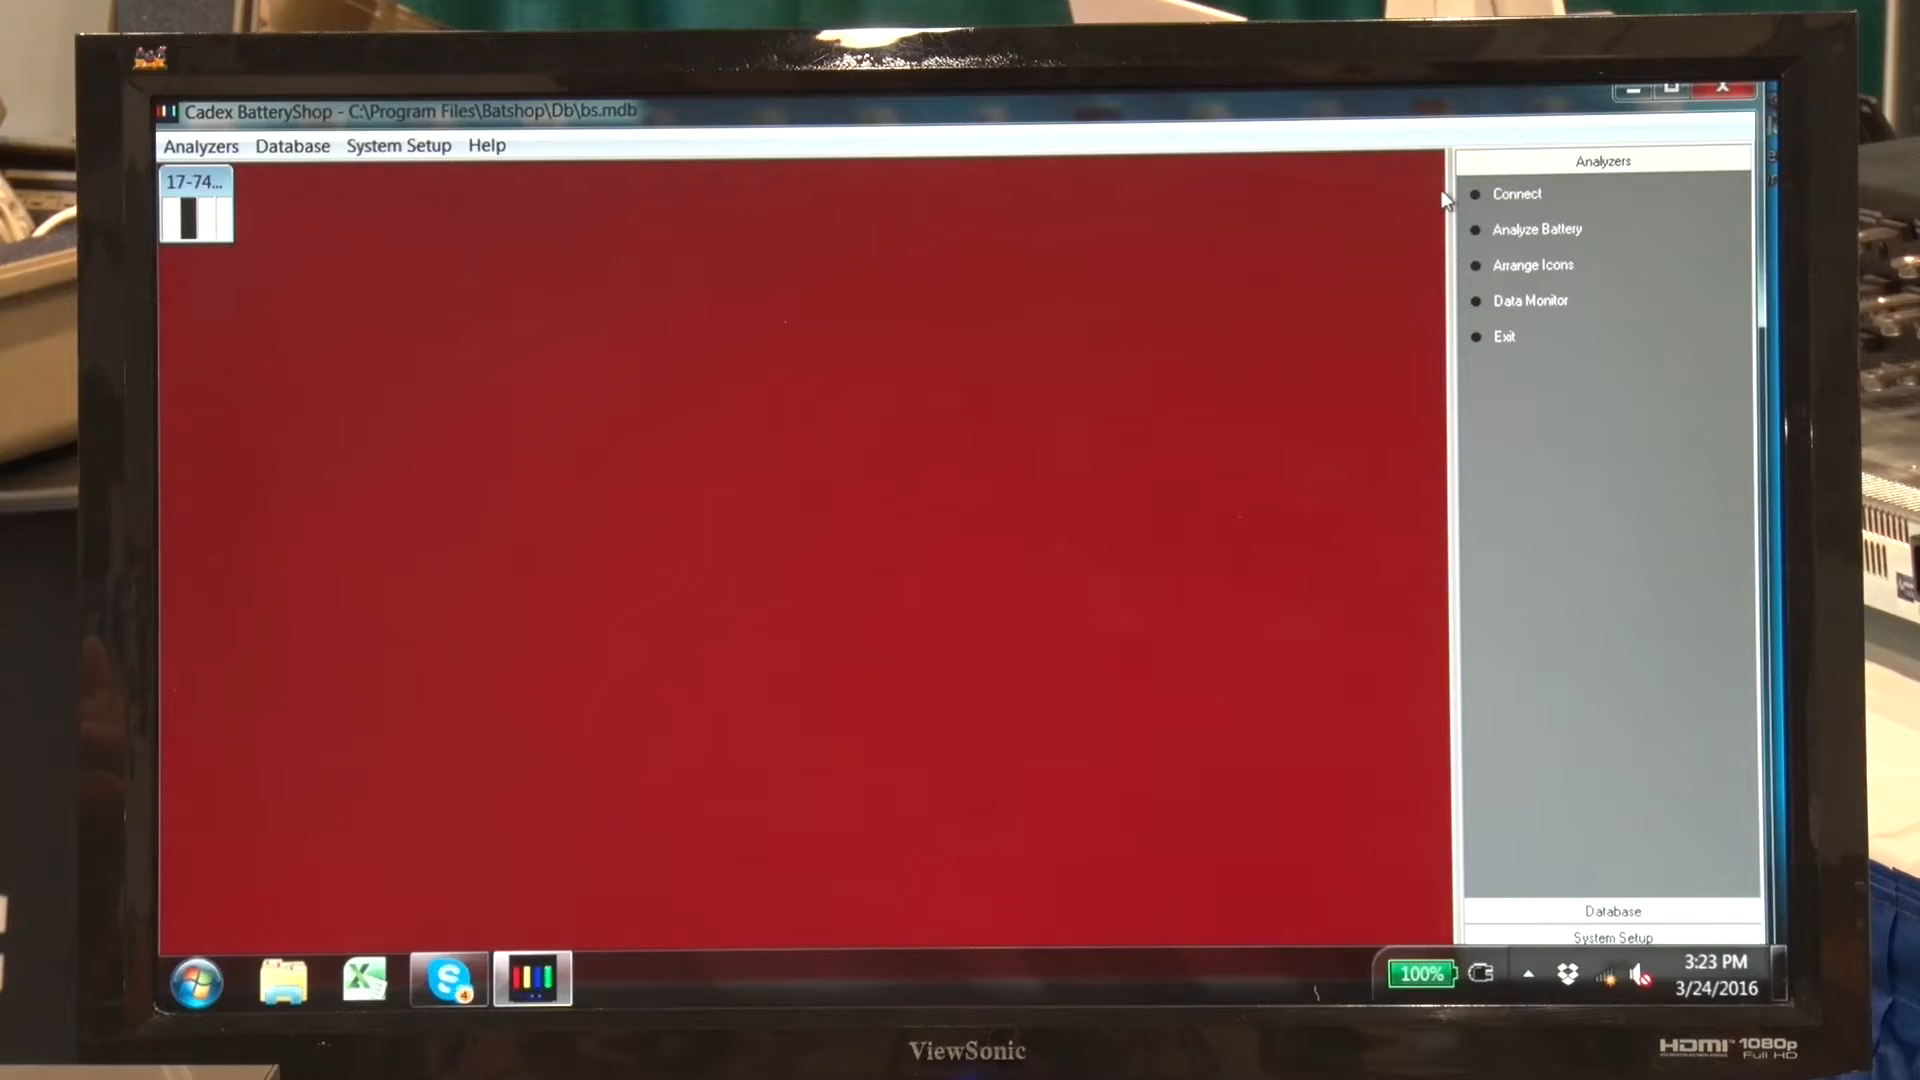 Cadex BatteryShop - C:\Program Files\Batshop\Db\bs.mdb
Analyzers Database System Setup Help
17-74...
Analyzers
Connect
Analyze Battery
Arrange Icons
Data Monitor
Exit
Database
System Setup
100%
3:23 PM
3/24/2016
4
ViewSonic
HDMI 1080p
Full HD